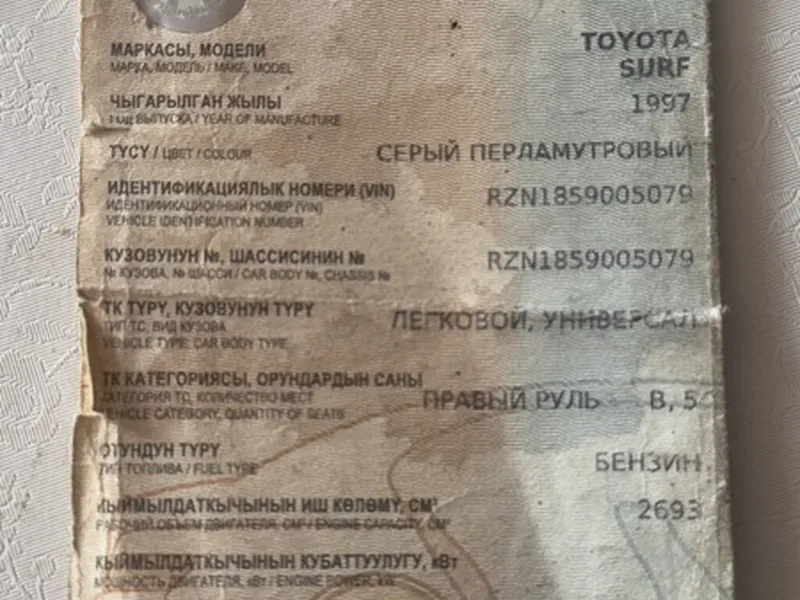 МАРКАСЫ, МОДЕЛИ
TOYOTA
МАРКА, МОДЕЛЬ / MAKE, MODEL
SURF
ЧЫГАРЫЛГАН ЖЫЛЫ
1997
ГОД ВЫПУСКА / YEAR OF MANUFACTURE
ТҮСҮ / ЦВЕТ / COLOUR
СЕРЫЙ ПЕРЛАМУТРОВЫЙ
ИДЕНТИФИКАЦИЯЛЫК НОМЕРИ (VIN)
RZN1859005079
ИДЕНТИФИКАЦИОННЫЙ НОМЕР (VIN)
VEHICLE IDENTIFICATION NUMBER
КУЗОВУНУН №, ШАССИСИНИН №
RZN1859005079
№ КУЗОВА, № ШАССИ / CAR BODY №, CHASSIS №
ТК ТҮРҮ, КУЗОВУНУН ТҮРҮ
ЛЕГКОВОЙ, УНИВЕРСАЛ
ТИП ТС, ВИД КУЗОВА
VEHICLE TYPE, CAR BODY TYPE
ТК КАТЕГОРИЯСЫ, ОРУНДАРДЫН САНЫ
ПРАВЫЙ РУЛЬ B, 5
КАТЕГОРИЯ ТС, КОЛИЧЕСТВО МЕСТ
VEHICLE CATEGORY, QUANTITY OF SEATS
ОТУНДУН ТҮРҮ
БЕНЗИН
ТИП ТОПЛИВА / FUEL TYPE
КЫЙМЫЛДАТКЫЧЫНЫН ИШ КӨЛӨМҮ, СМ³
2693
РАБОЧИЙ ОБЪЕМ ДВИГАТЕЛЯ, СМ³ / ENGINE CAPACITY, СМ³
КЫЙМЫЛДАТКЫЧЫНЫН КУБАТТУУЛУГУ, кВт
МОЩНОСТЬ ДВИГАТЕЛЯ, кВт / ENGINE POWER, kW